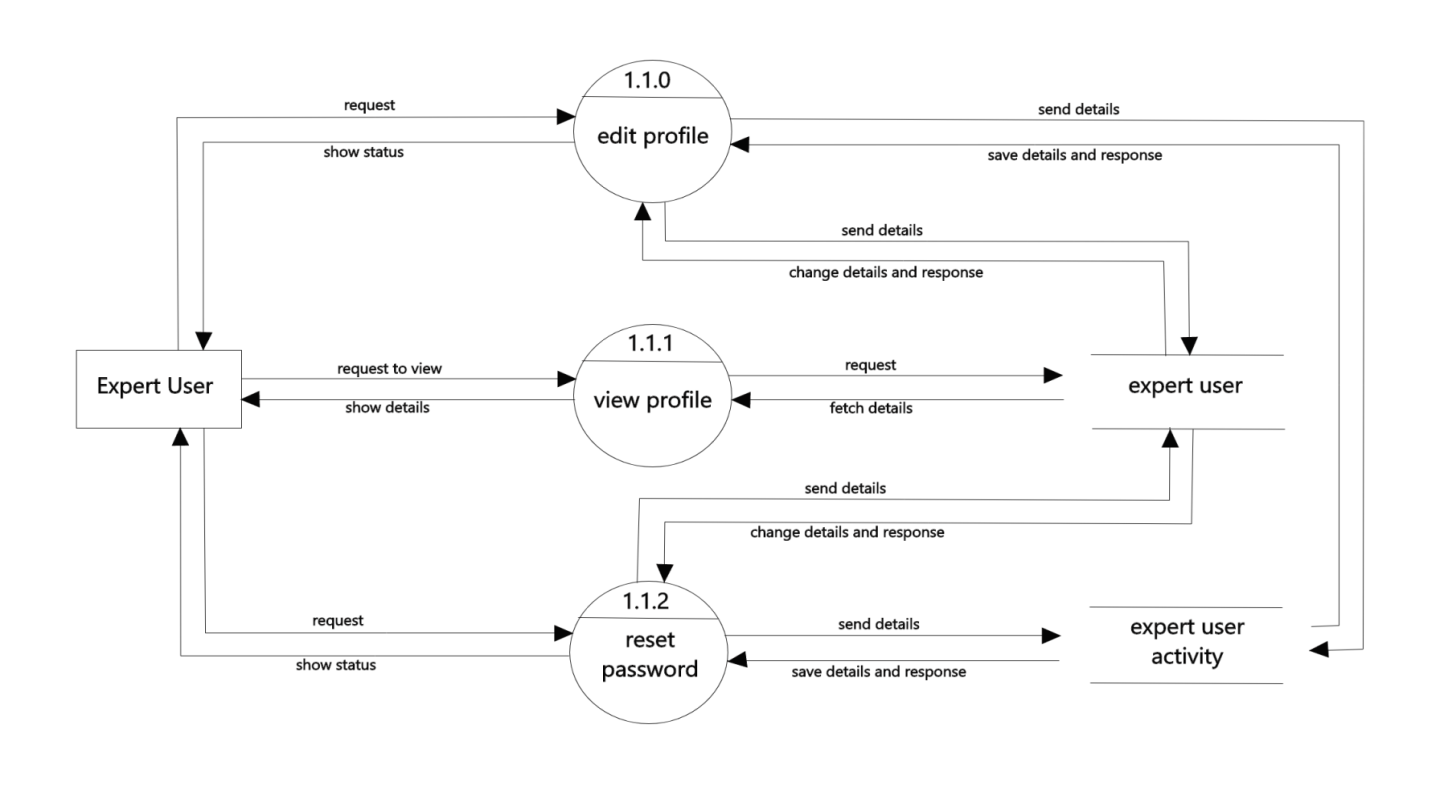 1.1.0
edit profile
request
show status
send details
save details and response
send details
change details and response
Expert User
request to view
show details
1.1.1
view profile
request
fetch details
expert user
send details
change details and response
1.1.2
reset
password
request
show status
send details
save details and response
expert user
activity